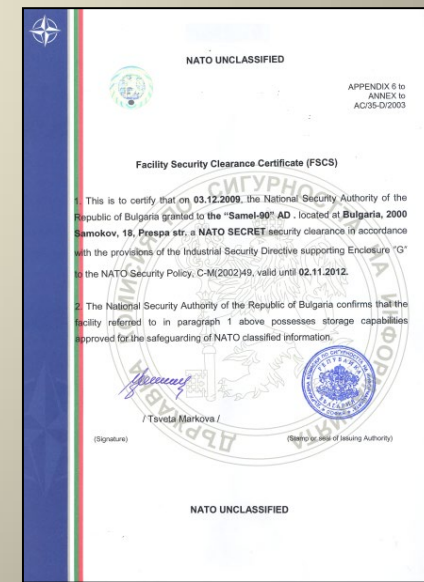 NATO UNCLASSIFIED
APPENDIX 6 to
ANNEX to
AC/35-D/2003
Facility Security Clearance Certificate (FSCS)
1. This is to certify that on 03.12.2009, the National Security Authority of the
Republic of Bulgaria granted to the "Samel-90" AD . located at Bulgaria, 2000
Samokov, 18, Prespa str. a NATO SECRET security clearance in accordance
with the provisions of the Industrial Security Directive supporting Enclosure "G"
to the NATO Security Policy, C-M(2002)49, valid until 02.11.2012.
2. The National Security Authority of the Republic of Bulgaria confirms that the
facility referred to in paragraph 1 above possesses storage capabilities
approved for the safeguarding of NATO classified information.
/ Tsveta Markova /
(Signature)
(Stamp or seal of Issuing Authority)
NATO UNCLASSIFIED